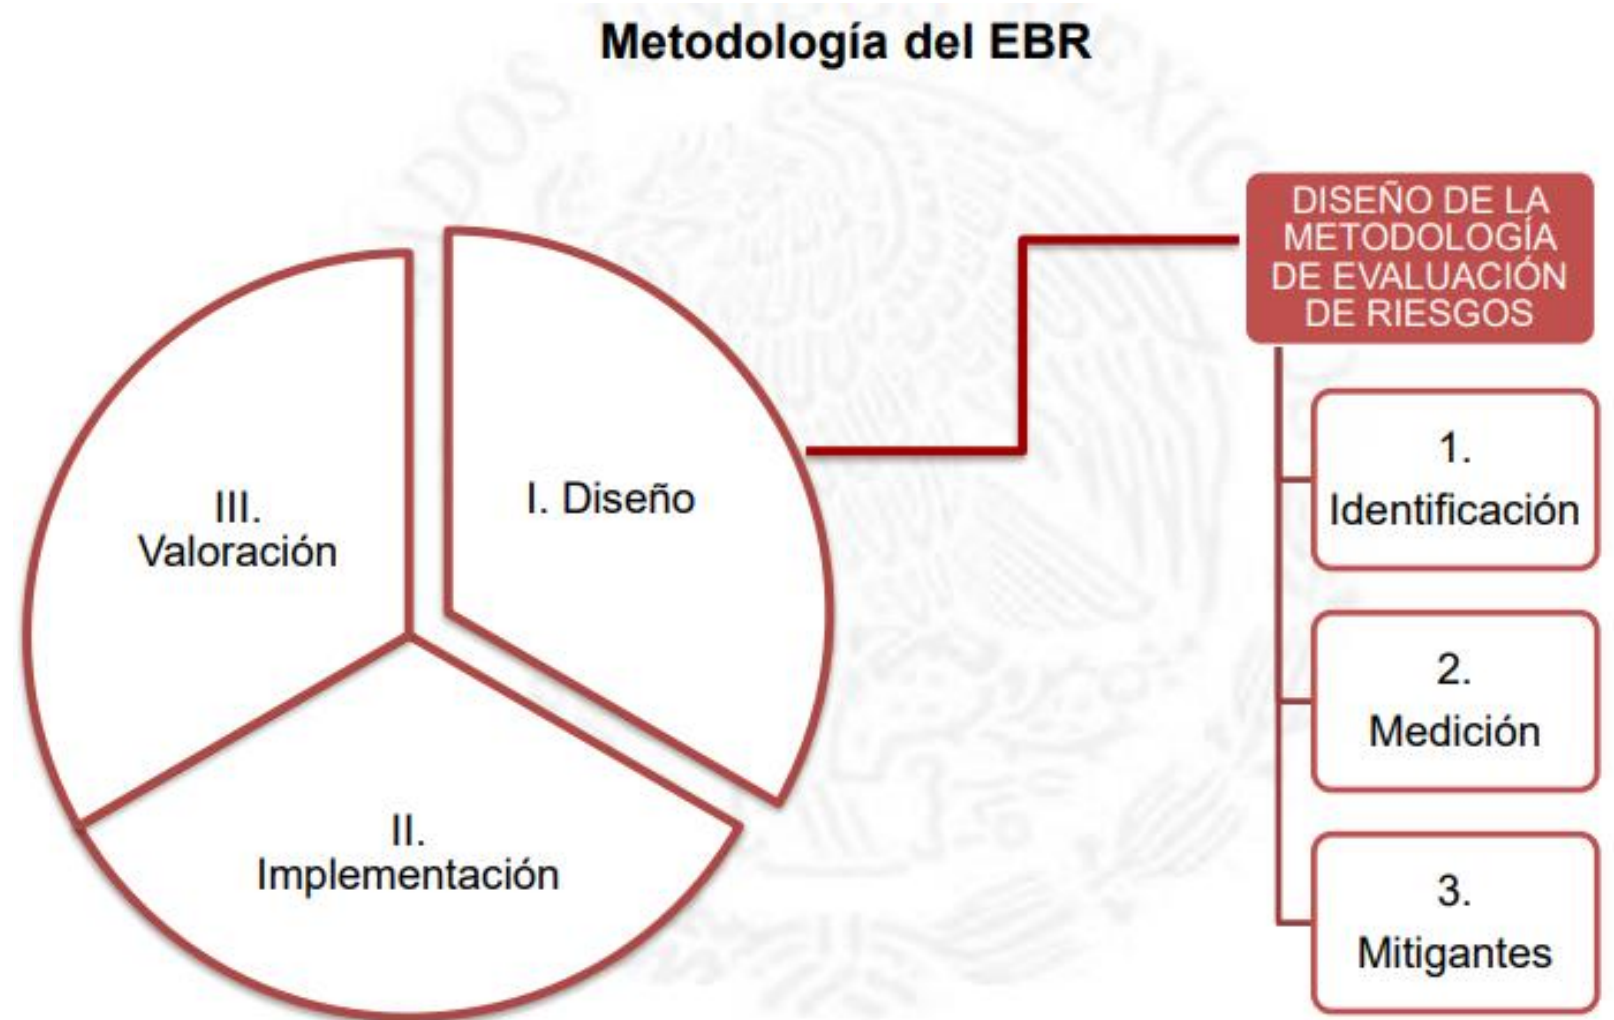 Metodología del EBR
DISEÑO DE LA
METODOLOGÍA
DE EVALUACIÓN
DE RIESGOS
I. Diseño
II.
Implementación
III.
Valoración
1.
Identificación
2.
Medición
3.
Mitigantes